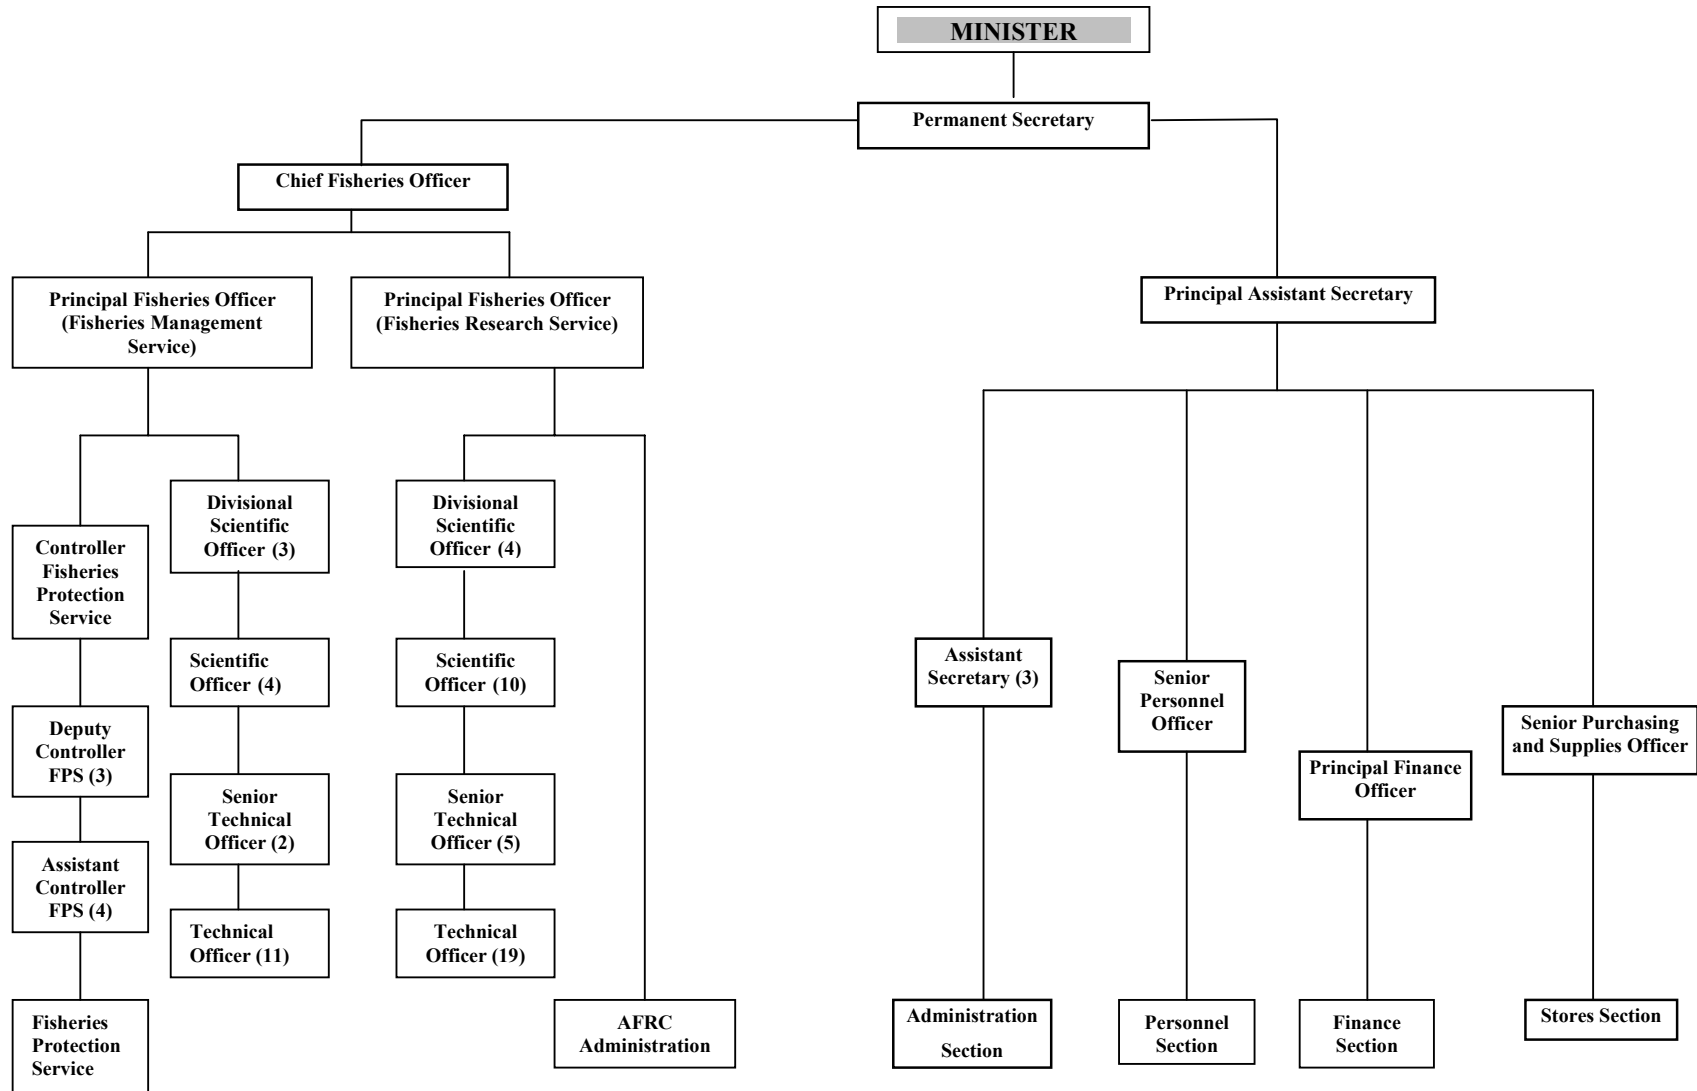 MINISTER
Permanent Secretary
Chief Fisheries Officer
Principal Fisheries Officer
(Fisheries Management
Service)
Principal Fisheries Officer
(Fisheries Research Service)
Principal Assistant Secretary
Controller
Fisheries
Protection
Service
Divisional
Scientific
Officer (3)
Divisional
Scientific
Officer (4)
Scientific
Officer (4)
Scientific
Officer (10)
Assistant
Secretary (3)
Senior
Personnel
Officer
Principal Finance
Officer
Senior Purchasing
and Supplies Officer
Deputy
Controller
FPS (3)
Senior
Technical
Officer (2)
Senior
Technical
Officer (5)
Assistant
Controller
FPS (4)
Technical
Officer (11)
Technical
Officer (19)
Fisheries
Protection
Service
AFRC
Administration
Administration
Section
Personnel
Section
Finance
Section
Stores Section